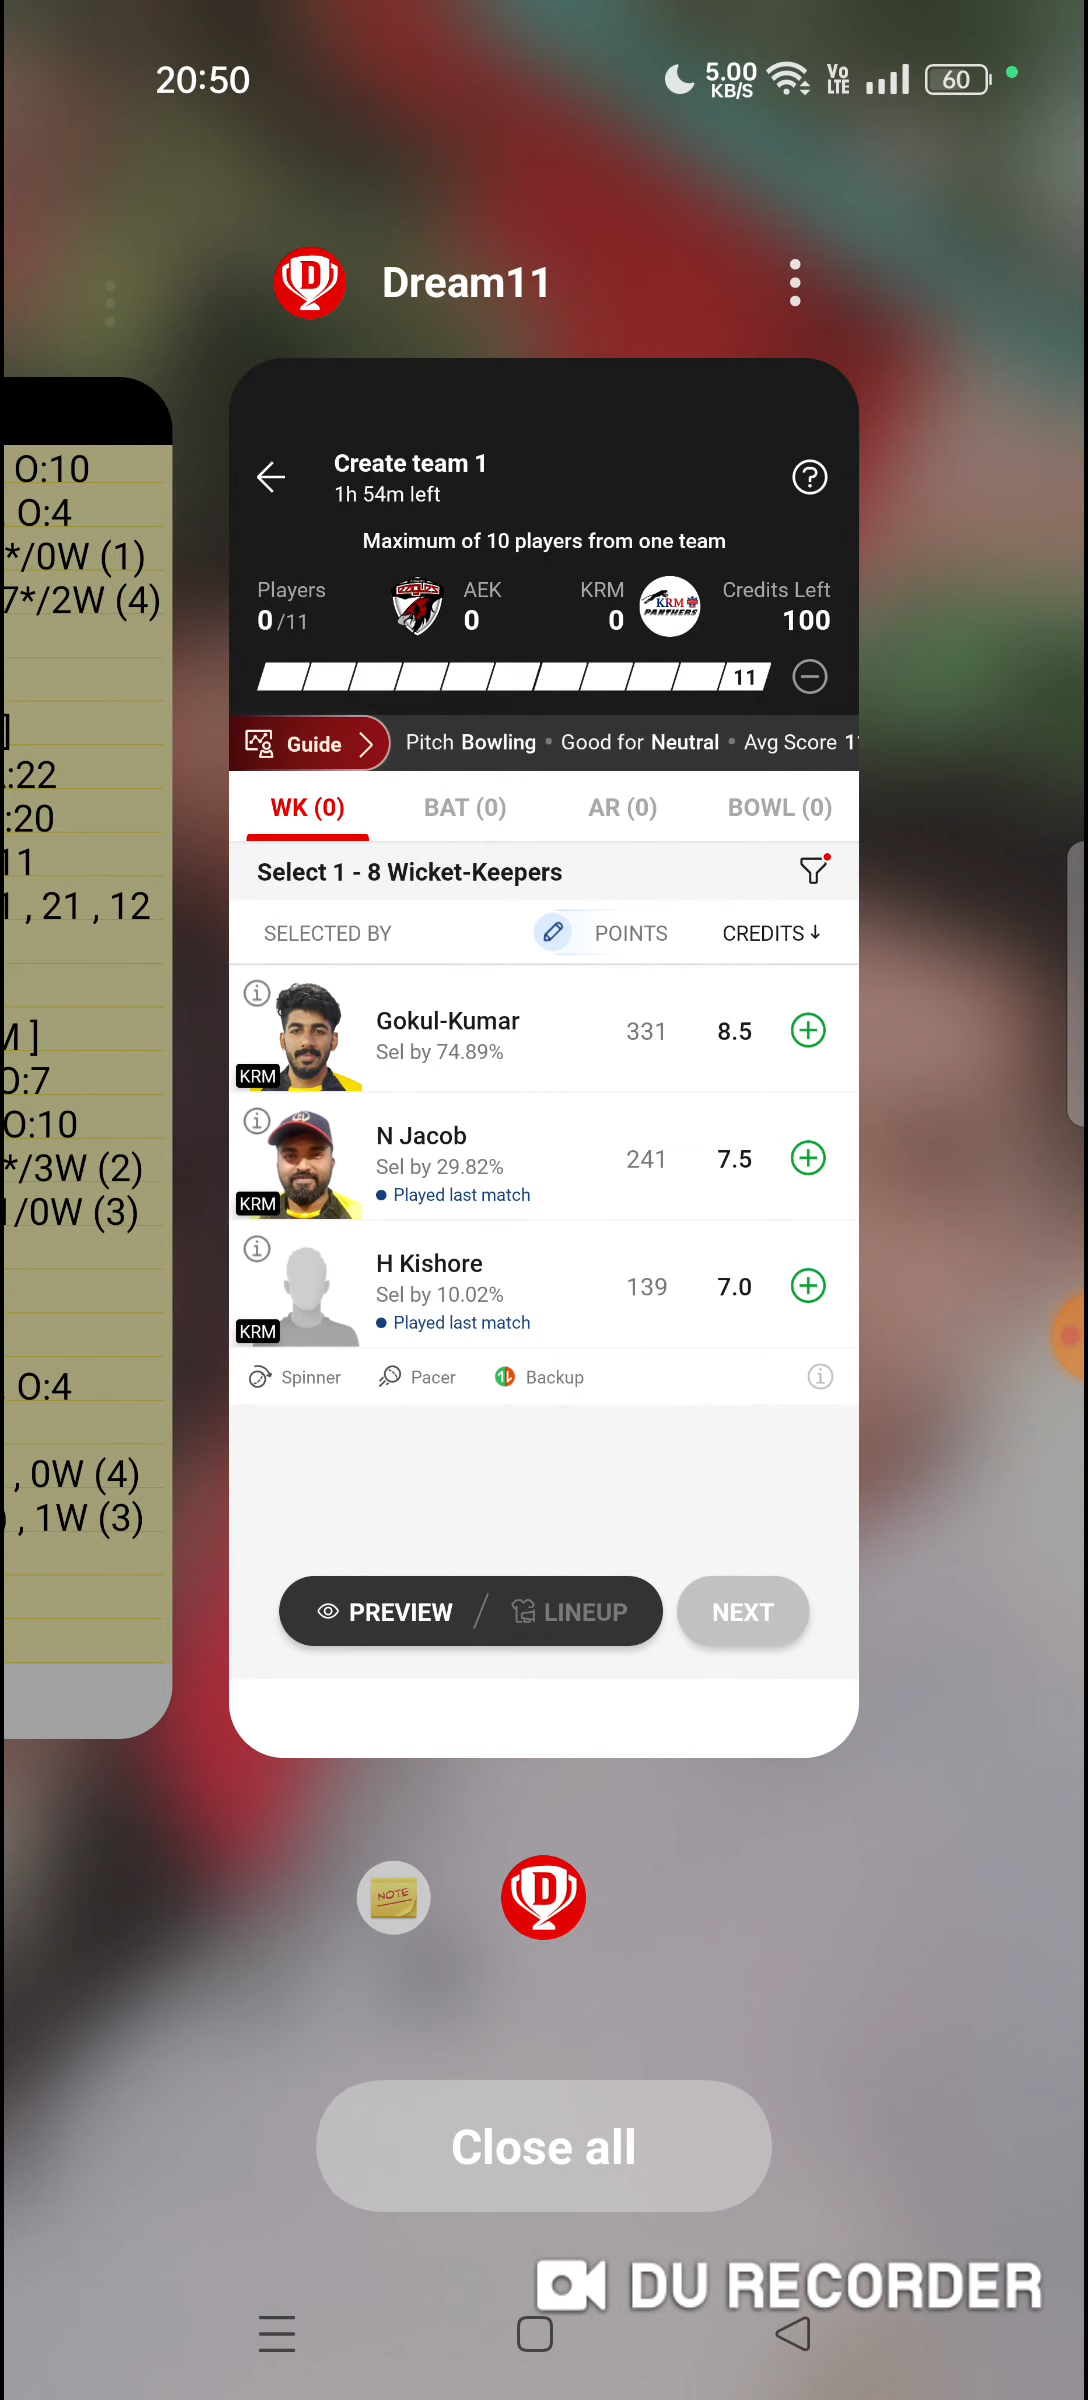 20:50
5.00 KB/S
Vo LTE
60
Dream11
O:10
O:4
*/0W (1)
7*/2W (4)
]
:22
:20
11
1 , 21 , 12
M ]
O:7
O:10
*/3W (2)
1/0W (3)
O:4
, 0W (4)
) , 1W (3)
Create team 1
1h 54m left
Maximum of 10 players from one team
Players
AEK
KRM
Credits Left
0/11
0
0
100
KRM PANTHERS
11
Guide
Pitch Bowling • Good for Neutral • Avg Score 1
WK (0)
BAT (0)
AR (0)
BOWL (0)
Select 1 - 8 Wicket-Keepers
SELECTED BY
POINTS
CREDITS↓
Gokul-Kumar
Sel by 74.89%
331
8.5
KRM
N Jacob
Sel by 29.82%
Played last match
241
7.5
KRM
H Kishore
Sel by 10.02%
Played last match
139
7.0
KRM
Spinner
Pacer
Backup
PREVIEW
LINEUP
NEXT
NOTE
Close all
DU RECORDER